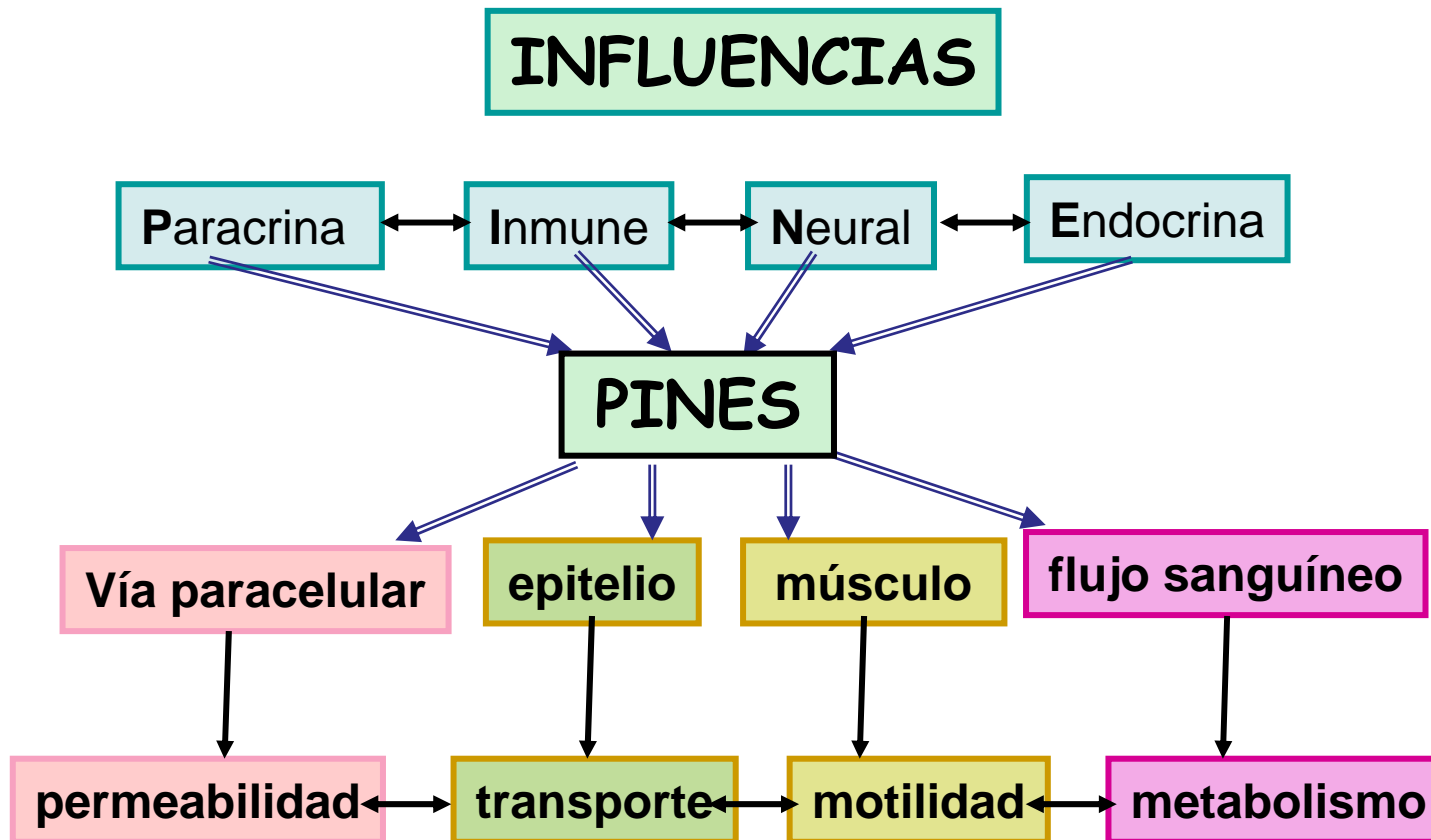 INFLUENCIAS
Paracrina
Inmune
Neural
Endocrina
PINES
Vía paracelular
epitelio
músculo
flujo sanguíneo
permeabilidad
transporte
motilidad
metabolismo